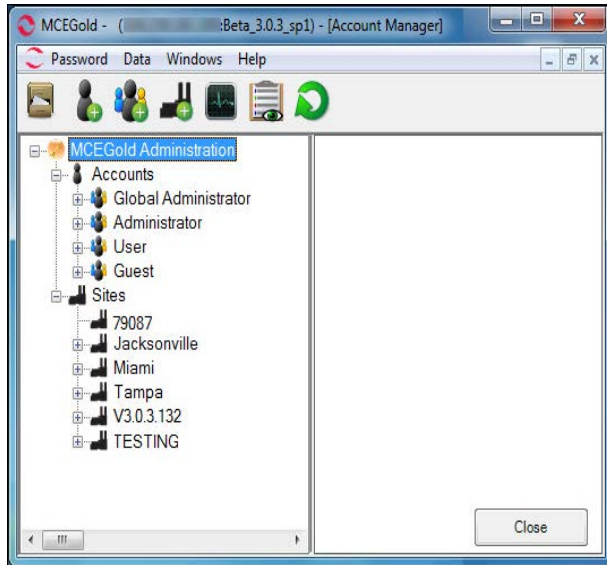 MCEGold - ( :Beta_3.0.3_sp1) - [Account Manager]
Password Data Windows Help
MCEGold Administration
Accounts
Global Administrator
Administrator
User
Guest
Sites
79087
Jacksonville
Miami
Tampa
V3.0.3.132
TESTING
Close